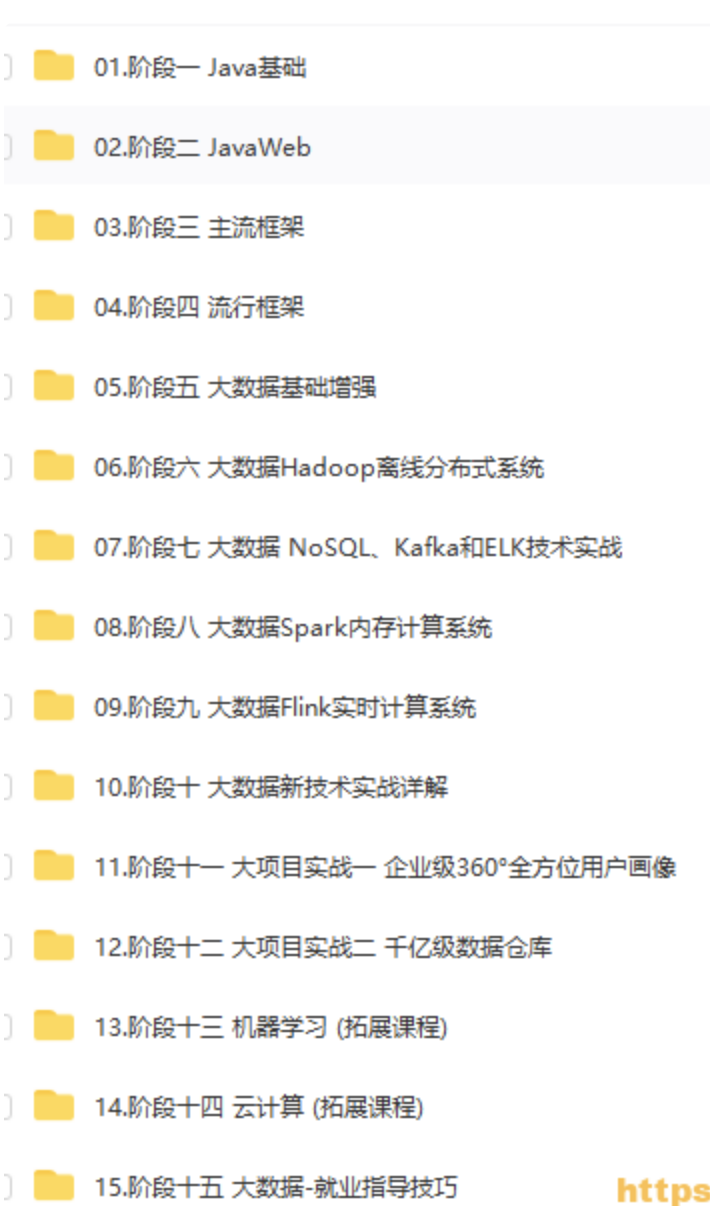 01.阶段一 Java基础
02.阶段二 JavaWeb
03.阶段三 主流框架
04.阶段四 流行框架
05.阶段五 大数据基础增强
06.阶段六 大数据Hadoop离线分布式系统
07.阶段七 大数据 NoSQL、Kafka和ELK技术实战
08.阶段八 大数据Spark内存计算系统
09.阶段九 大数据Flink实时计算系统
10.阶段十 大数据新技术实战详解
11.阶段十一 大项目实战一 企业级360°全方位用户画像
12.阶段十二 大项目实战二 千亿级数据仓库
13.阶段十三 机器学习 (拓展课程)
14.阶段十四 云计算 (拓展课程)
15.阶段十五 大数据-就业指导技巧
https